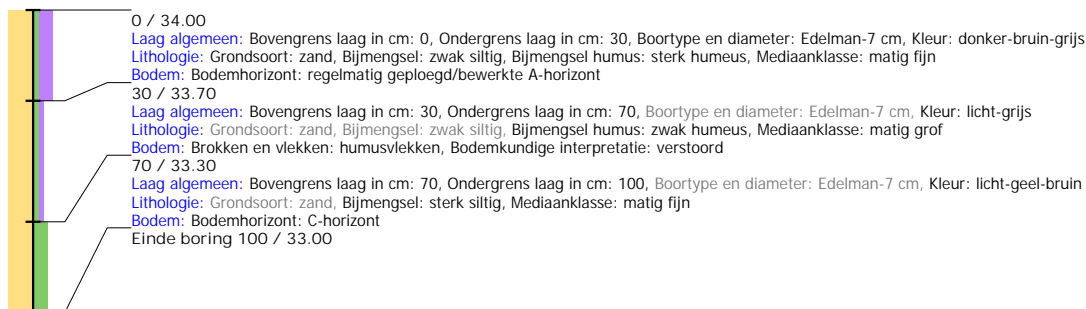 0 / 34.00
Laag algemeen: Bovengrens laag in cm: 0, Ondergrens laag in cm: 30, Boortype en diameter: Edelman-7 cm, Kleur: donker-bruin-grijs
Lithologie: Grondsoort: zand, Bijmengsel: zwak siltig, Bijmengsel humus: sterk humeus, Mediaanklasse: matig fijn
Bodem: Bodemhorizont: regelmatig geploegd/bewerkte A-horizont
30 / 33.70
Laag algemeen: Bovengrens laag in cm: 30, Ondergrens laag in cm: 70, Boortype en diameter: Edelman-7 cm, Kleur: licht-grijs
Lithologie: Grondsoort: zand, Bijmengsel: zwak siltig, Bijmengsel humus: zwak humeus, Mediaanklasse: matig grof
Bodem: Brokken en vlekken: humusvlekken, Bodemkundige interpretatie: verstoord
70 / 33.30
Laag algemeen: Bovengrens laag in cm: 70, Ondergrens laag in cm: 100, Boortype en diameter: Edelman-7 cm, Kleur: licht-geel-bruin
Lithologie: Grondsoort: zand, Bijmengsel: sterk siltig, Mediaanklasse: matig fijn
Bodem: Bodemhorizont: C-horizont
Einde boring 100 / 33.00